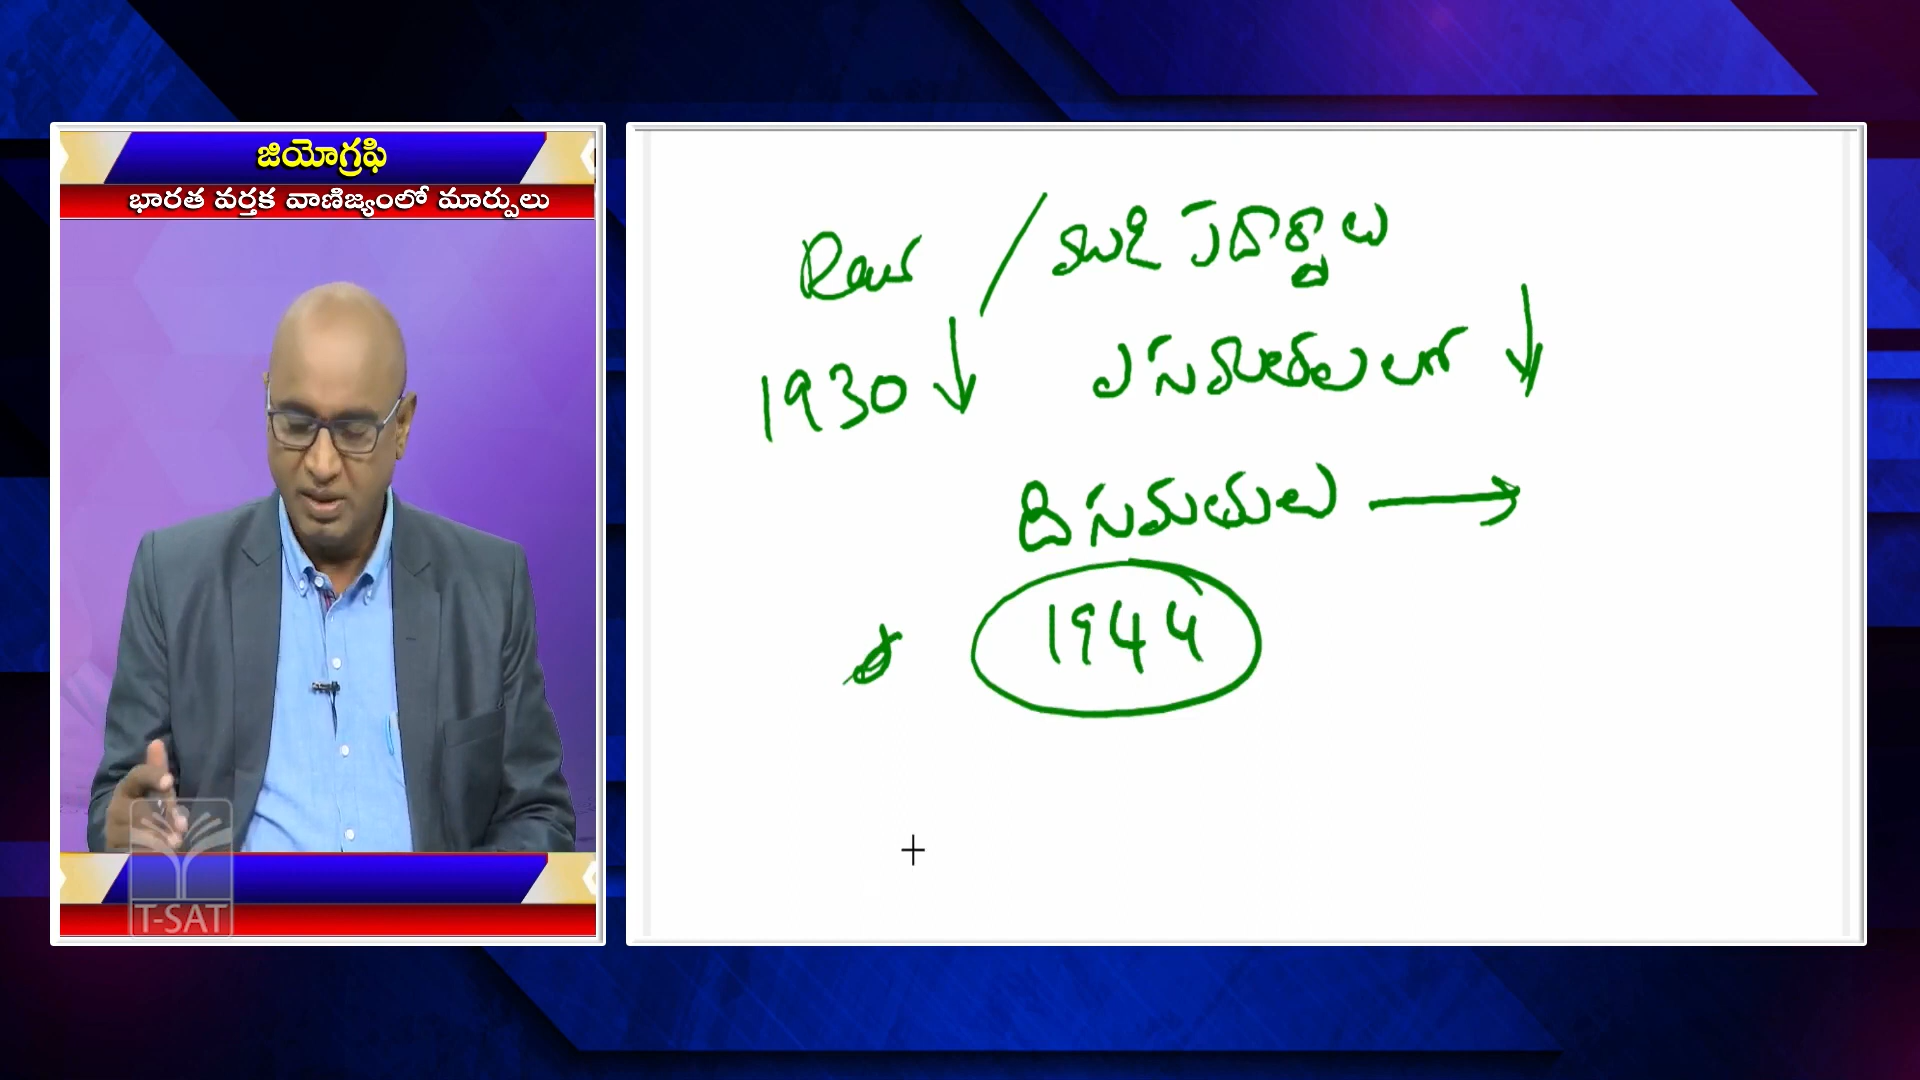 జియోగ్రఫి
భారత వర్తక వాణిజ్యంలో మార్పులు
Raw / ముడి పదార్థాలు
1930
ఎగుమతులలో
దిగుమతులు
1944
T-SAT